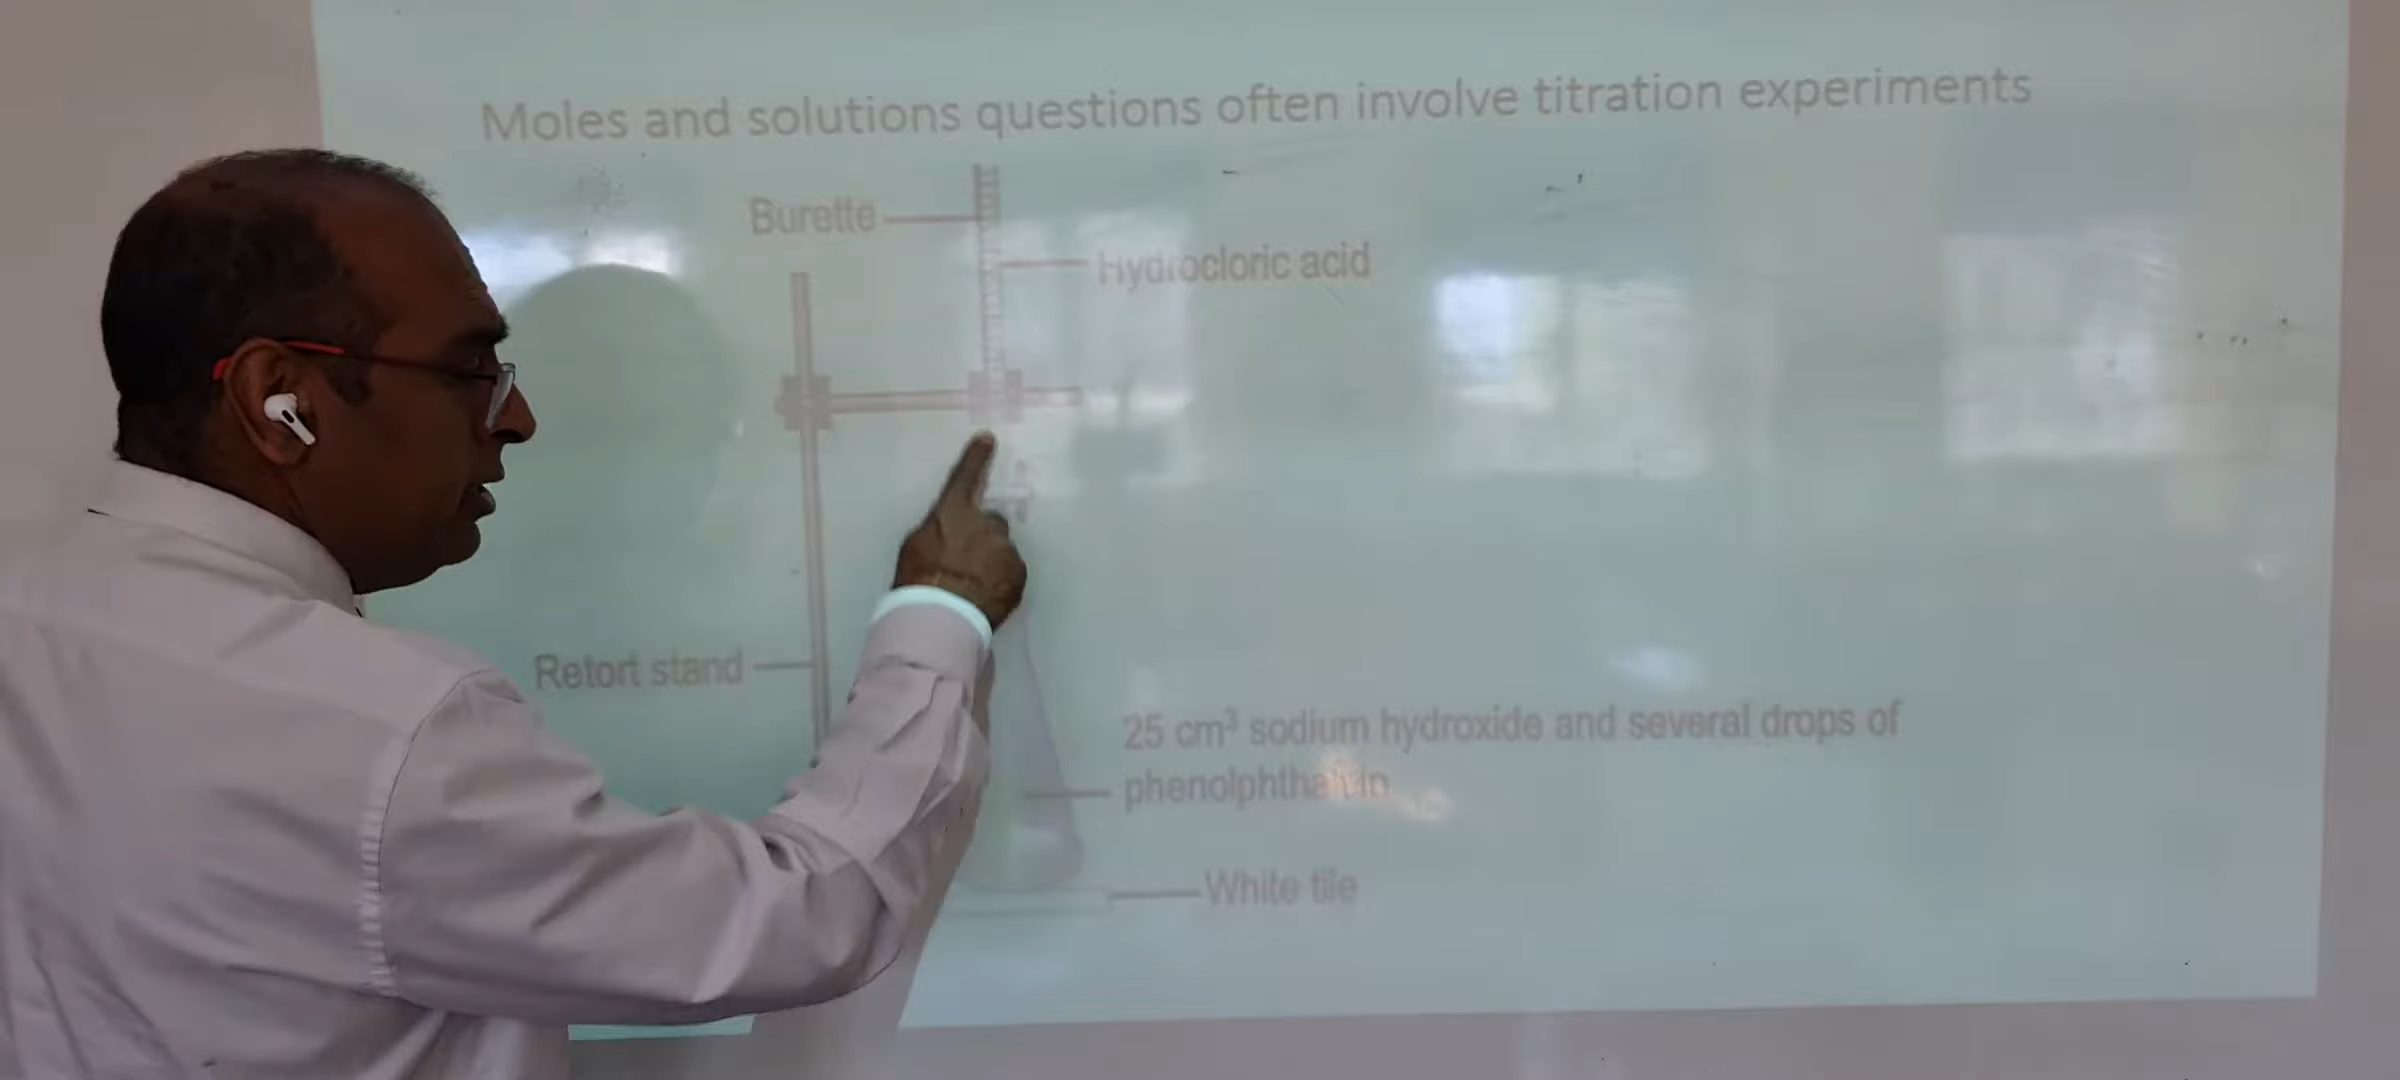 Moles and solutions questions often involve titration experiments
Burette
Hydrocloric acid
Retort stand
25 cm³ sodium hydroxide and several drops of
phenolphthalein
White tile